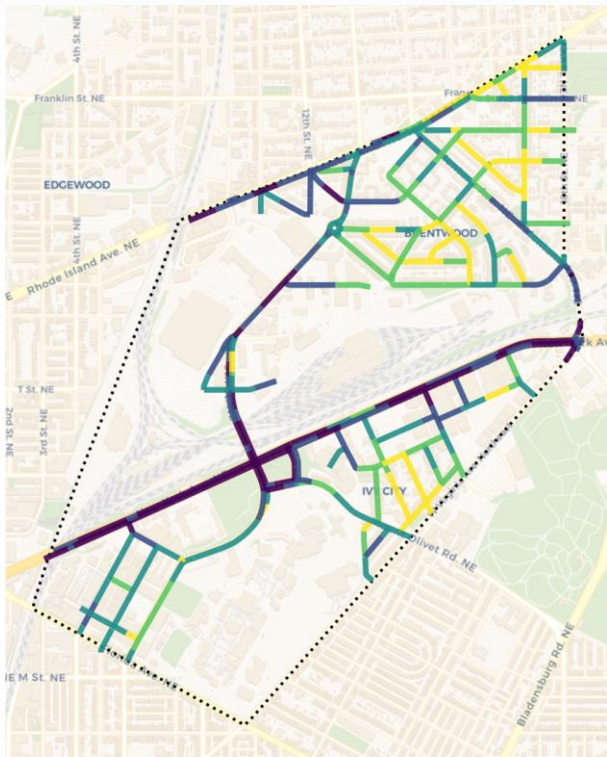 4th St. NE
Franklin St. NE
12th St. NE
EDGEWOOD
4th St. NE
BRENTWOOD
Rhode Island Ave. NE
E
T St. NE
2nd St. NE
3rd St. NE
IVY CITY
Olivet Rd. NE
NE M St. NE
Bladensburg Rd. NE